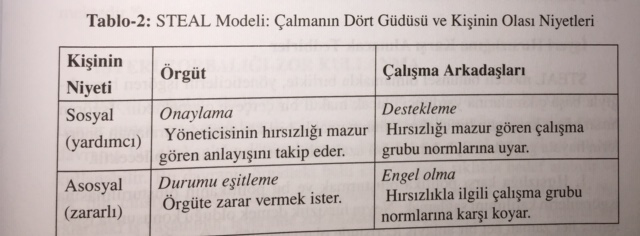 Tablo-2: STEAL Modeli: Çalmanın Dört Güdüsü ve Kişinin Olası Niyetleri
Kişinin
Niyeti
Örgüt
Çalışma Arkadaşları
Sosyal
(yardımcı)
Onaylama
Yöneticisinin hırsızlığı mazur
gören anlayışını takip eder.
Destekleme
Hırsızlığı mazur gören çalışma
grubu normlarına uyar.
Asosyal
(zararlı)
Durumu eşitleme
Örgüte zarar vermek ister.
Engel olma
Hırsızlıkla ilgili çalışma grubu
normlarına karşı koyar.